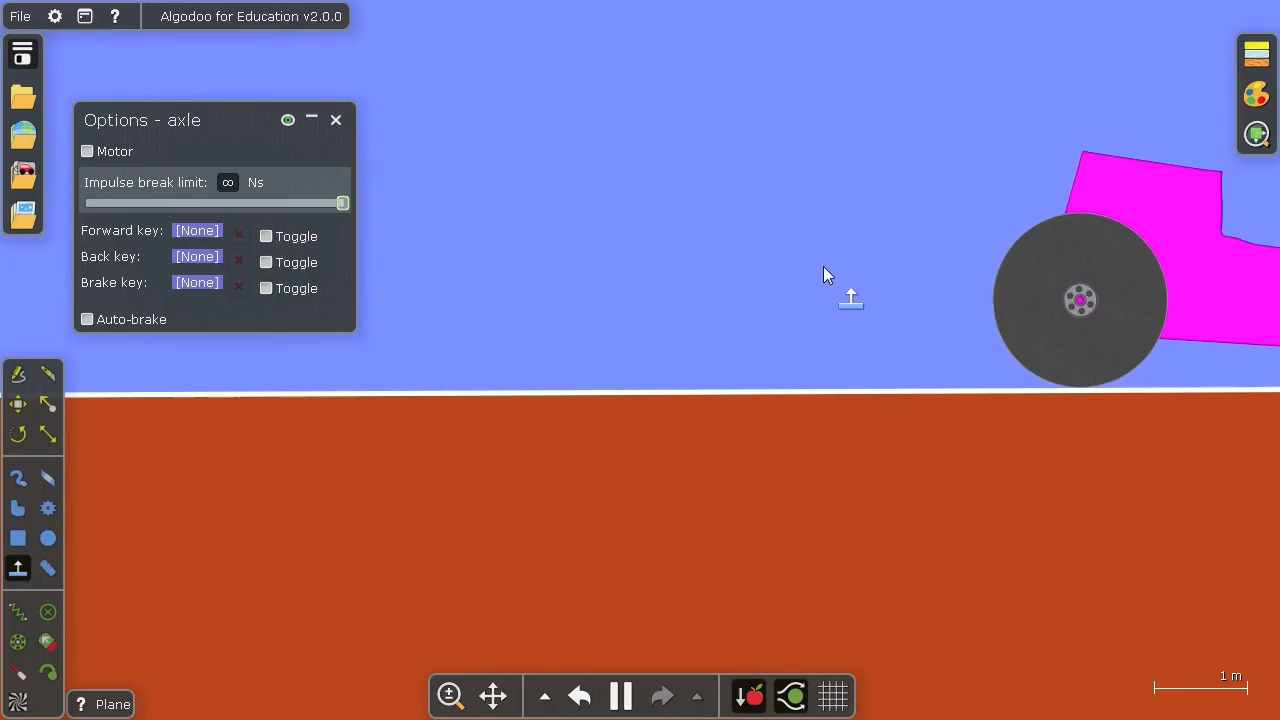 File ? Algodoo for Education v2.0.0
Options - axle
Motor
Impulse break limit: ∞ Ns
Forward key: [None] Toggle
Back key: [None] Toggle
Brake key: [None] Toggle
Auto-brake
? Plane
1 m